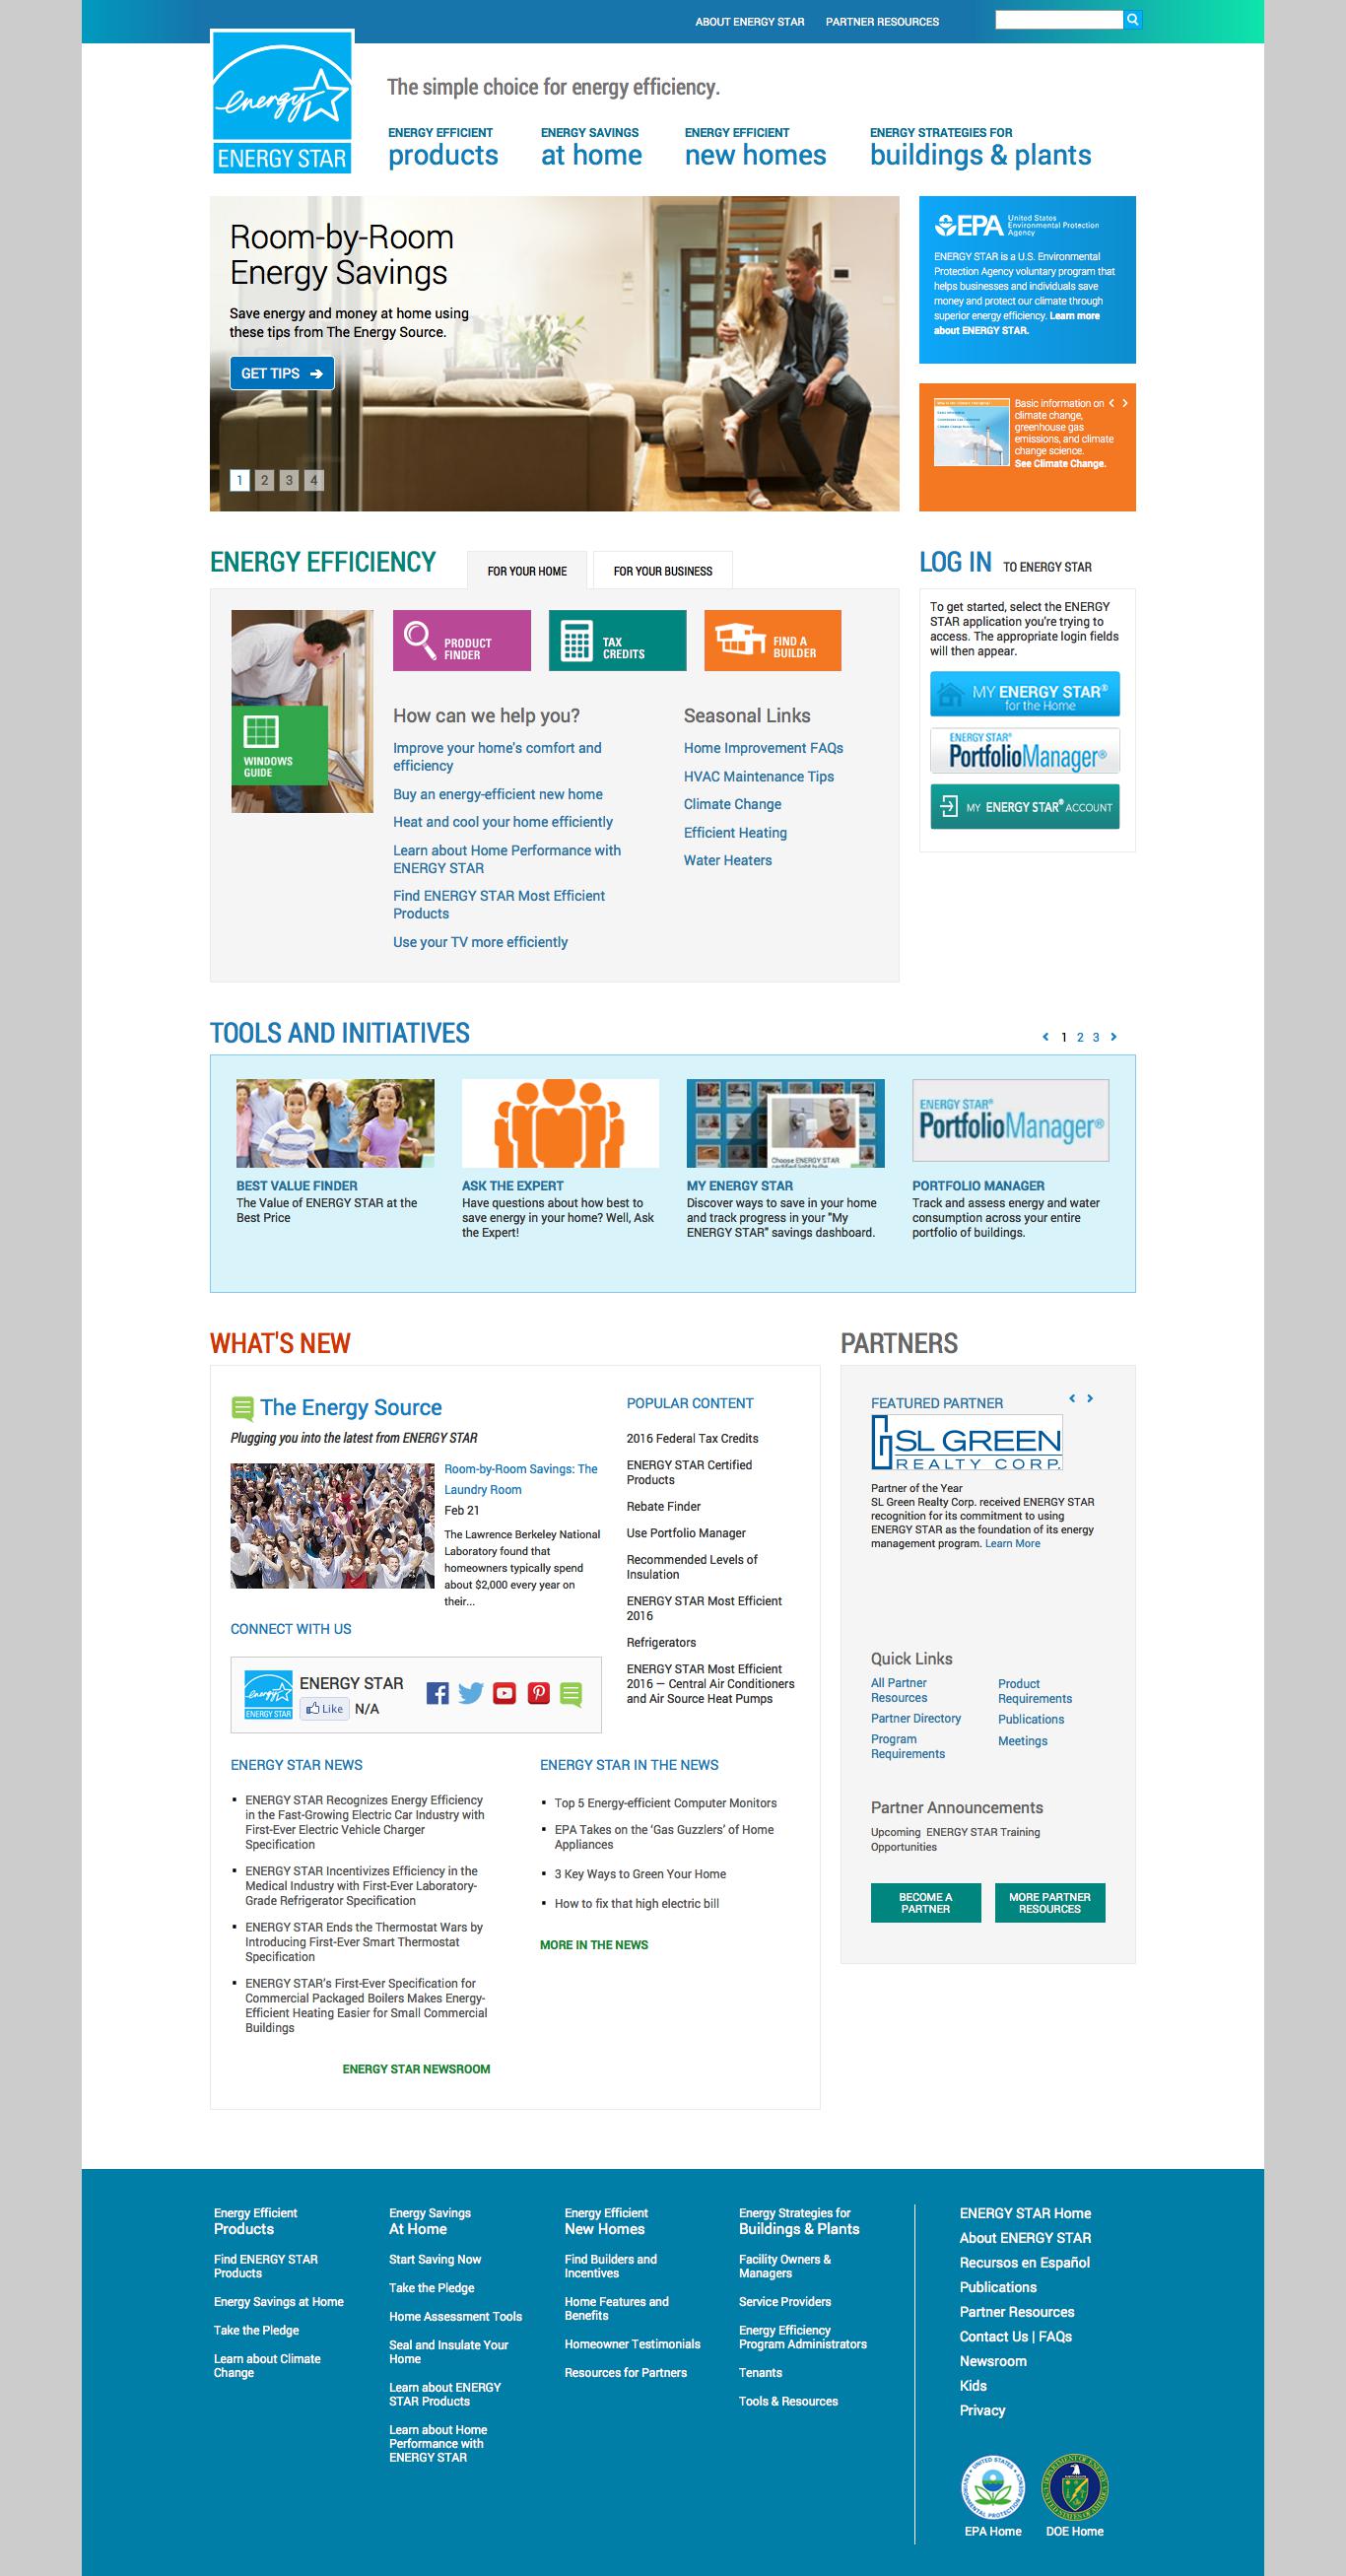 ABOUT ENERGY STAR
PARTNER RESOURCES
energy
ENERGY STAR
The simple choice for energy efficiency.
ENERGY EFFICIENT
products
ENERGY SAVINGS
at home
ENERGY EFFICIENT
new homes
ENERGY STRATEGIES FOR
buildings & plants
Room-by-Room
Energy Savings
Save energy and money at home using
these tips from The Energy Source.
GET TIPS
1 2 3 4
EPA United States
Environmental Protection
Agency
ENERGY STAR is a U.S. Environmental
Protection Agency voluntary program that
helps businesses and individuals save
money and protect our climate through
superior energy efficiency. Learn more
about ENERGY STAR.
Basic information on
climate change,
greenhouse gas
emissions, and climate
change science.
See Climate Change.
ENERGY EFFICIENCY
FOR YOUR HOME
FOR YOUR BUSINESS
WINDOWS
GUIDE
PRODUCT
FINDER
TAX
CREDITS
FIND A
BUILDER
How can we help you?
Improve your home's comfort and
efficiency
Buy an energy-efficient new home
Heat and cool your home efficiently
Learn about Home Performance with
ENERGY STAR
Find ENERGY STAR Most Efficient
Products
Use your TV more efficiently
Seasonal Links
Home Improvement FAQs
HVAC Maintenance Tips
Climate Change
Efficient Heating
Water Heaters
LOG IN TO ENERGY STAR
To get started, select the ENERGY
STAR application you're trying to
access. The appropriate login fields
will then appear.
MY ENERGY STAR®
for the Home
ENERGY STAR®
PortfolioManager®
MY ENERGY STAR® ACCOUNT
TOOLS AND INITIATIVES
1 2 3
BEST VALUE FINDER
The Value of ENERGY STAR at the
Best Price
ASK THE EXPERT
Have questions about how best to
save energy in your home? Well, Ask
the Expert!
Choose ENERGY STAR
MY ENERGY STAR
Discover ways to save in your home
and track progress in your "My
ENERGY STAR" savings dashboard.
ENERGY STAR®
PortfolioManager®
PORTFOLIO MANAGER
Track and assess energy and water
consumption across your entire
portfolio of buildings.
WHAT'S NEW
The Energy Source
Plugging you into the latest from ENERGY STAR
Room-by-Room Savings: The
Laundry Room
Feb 21
The Lawrence Berkeley National
Laboratory found that
homeowners typically spend
about $2,000 every year on
their...
CONNECT WITH US
energy
ENERGY STAR
ENERGY STAR
Like N/A
POPULAR CONTENT
2016 Federal Tax Credits
ENERGY STAR Certified
Products
Rebate Finder
Use Portfolio Manager
Recommended Levels of
Insulation
ENERGY STAR Most Efficient
2016
Refrigerators
ENERGY STAR Most Efficient
2016 — Central Air Conditioners
and Air Source Heat Pumps
ENERGY STAR NEWS
ENERGY STAR Recognizes Energy Efficiency
in the Fast-Growing Electric Car Industry with
First-Ever Electric Vehicle Charger
Specification
ENERGY STAR Incentivizes Efficiency in the
Medical Industry with First-Ever Laboratory-
Grade Refrigerator Specification
ENERGY STAR Ends the Thermostat Wars by
Introducing First-Ever Smart Thermostat
Specification
ENERGY STAR's First-Ever Specification for
Commercial Packaged Boilers Makes Energy-
Efficient Heating Easier for Small Commercial
Buildings
ENERGY STAR NEWSROOM
ENERGY STAR IN THE NEWS
Top 5 Energy-efficient Computer Monitors
EPA Takes on the 'Gas Guzzlers' of Home
Appliances
3 Key Ways to Green Your Home
How to fix that high electric bill
MORE IN THE NEWS
PARTNERS
FEATURED PARTNER
SL GREEN
REALTY CORP.
Partner of the Year
SL Green Realty Corp. received ENERGY STAR
recognition for its commitment to using
ENERGY STAR as the foundation of its energy
management program. Learn More
Quick Links
All Partner
Resources
Partner Directory
Program
Requirements
Product
Requirements
Publications
Meetings
Partner Announcements
Upcoming ENERGY STAR Training
Opportunities
BECOME A
PARTNER
MORE PARTNER
RESOURCES
Energy Efficient
Products
Find ENERGY STAR
Products
Energy Savings at Home
Take the Pledge
Learn about Climate
Change
Energy Savings
At Home
Start Saving Now
Take the Pledge
Home Assessment Tools
Seal and Insulate Your
Home
Learn about ENERGY
STAR Products
Learn about Home
Performance with
ENERGY STAR
Energy Efficient
New Homes
Find Builders and
Incentives
Home Features and
Benefits
Homeowner Testimonials
Resources for Partners
Energy Strategies for
Buildings & Plants
Facility Owners &
Managers
Service Providers
Energy Efficiency
Program Administrators
Tenants
Tools & Resources
ENERGY STAR Home
About ENERGY STAR
Recursos en Español
Publications
Partner Resources
Contact Us | FAQs
Newsroom
Kids
Privacy
EPA Home
DOE Home